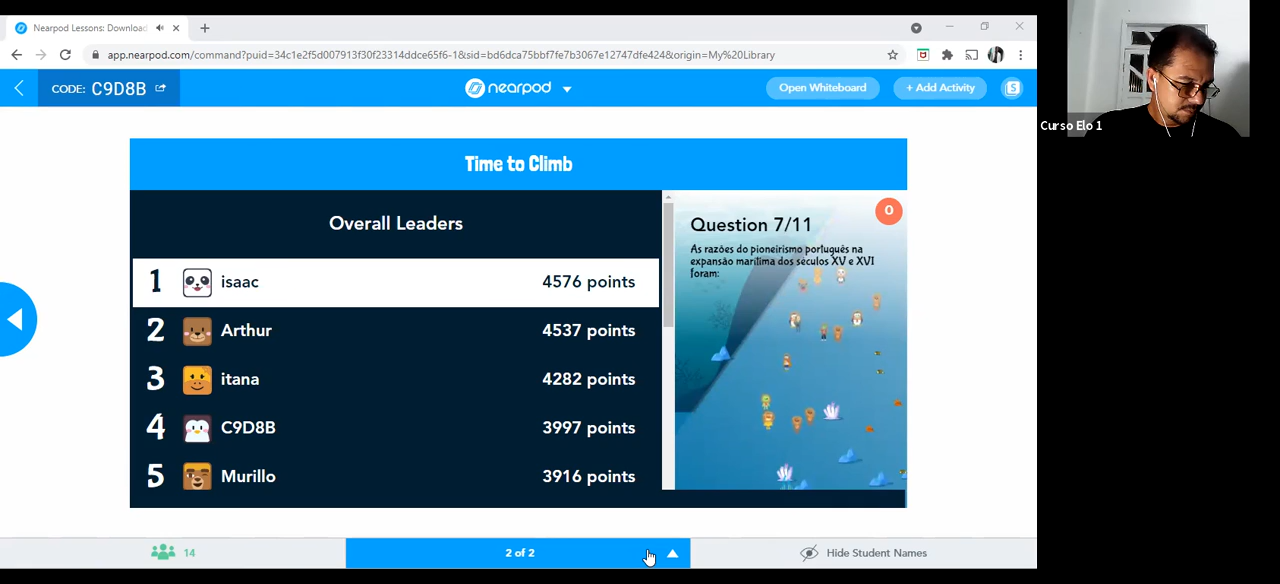 Nearpod Lessons: Download
app.nearpod.com/command?puid=34c1e2f5d007913f30f23314ddce65f6-1&sid=bd6dca75bbf7fe7b3067e12747dfe424&origin=My%20Library
CODE: C9D8B
nearpod
Open Whiteboard
+ Add Activity
S
Curso Elo 1
Time to Climb
Overall Leaders
1 isaac 4576 points
2 Arthur 4537 points
3 itana 4282 points
4 C9D8B 3997 points
5 Murillo 3916 points
0
Question 7/11
As razões do pioneirismo português na
expansão marítima dos séculos XV e XVI
foram:
14
2 of 2
Hide Student Names